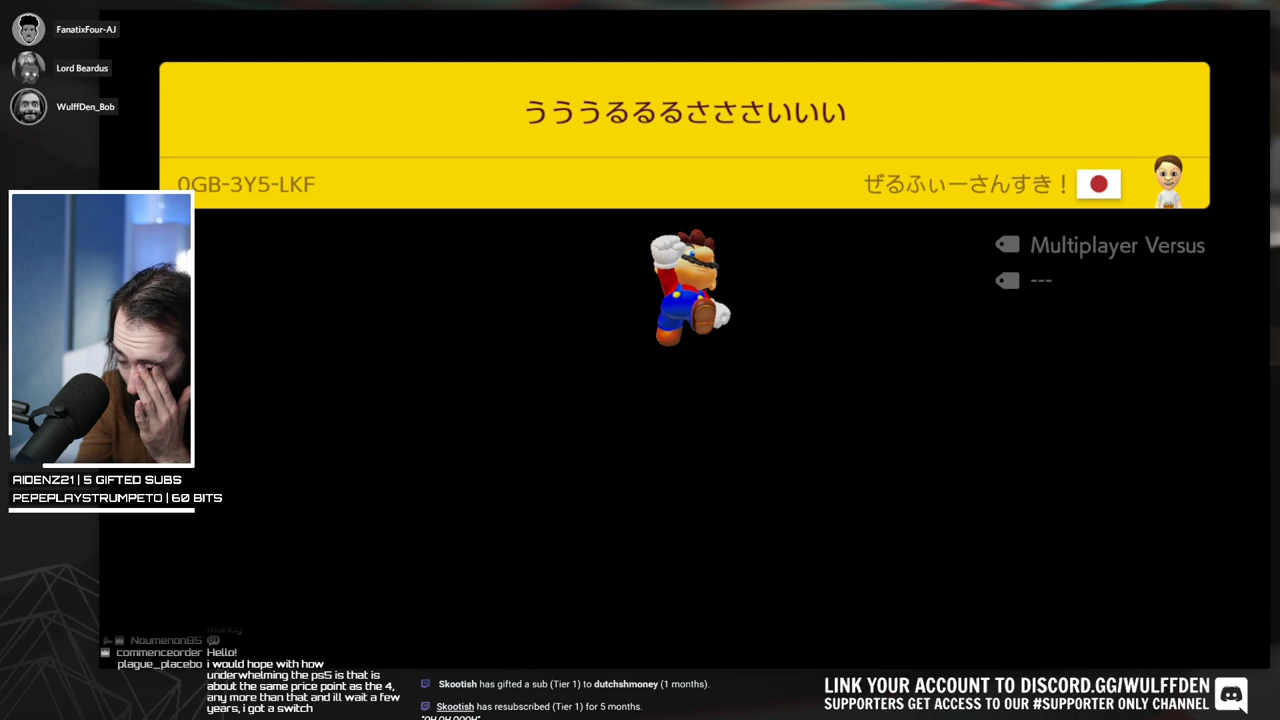 FanatixFour-AJ
Lord Beardus
WulffDen_Bob
うううるるるさささいいい
0GB-3Y5-LKF
ぜるふぃーさんすき！
Multiplayer Versus
---
AIDENZ21 | 5 GIFTED SUBS
PEPEPLAYSTRUMPETO | 60 BITS
money
Noumenon85
commenceorder Hello!
plague_placebo i would hope with how
underwhelming the ps5 is that is
about the same price point as the 4,
any more than that and ill wait a few
years, i got a switch
Skootish has gifted a sub (Tier 1) to dutchshmoney (1 months).
Skootish has resubscribed (Tier 1) for 5 months.
LINK YOUR ACCOUNT TO DISCORD.GG/WULFFDEN
SUPPORTERS GET ACCESS TO OUR #SUPPORTER ONLY CHANNEL